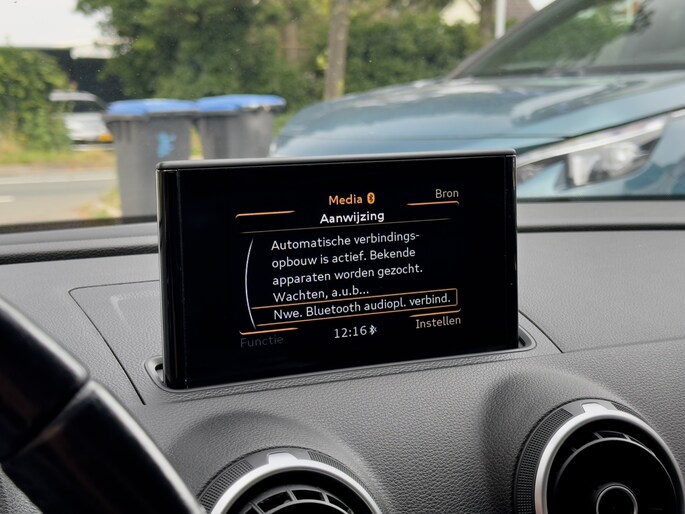 Media
Bron
Aanwijzing
Automatische verbindings-
opbouw is actief. Bekende
apparaten worden gezocht.
Wachten, a.u.b...
Nwe. Bluetooth audiopl. verbind.
Functie
12:16
Instellen